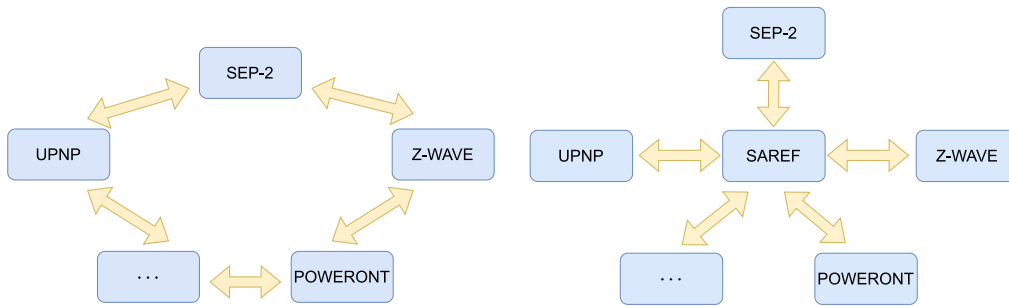 SEP-2
UPNP
Z-WAVE
...
POWERONT
SEP-2
UPNP
SAREF
Z-WAVE
...
POWERONT